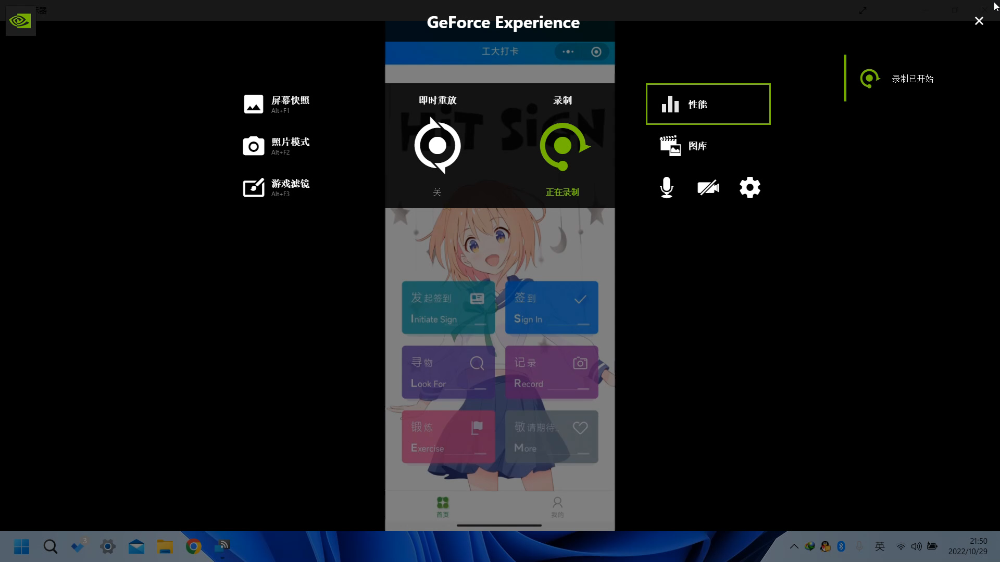 示器
GeForce Experience
工大打卡
录制已开始
屏幕快照
Alt+F1
照片模式
Alt+F2
游戏滤镜
Alt+F3
即时重放
录制
HiT SiGN
关
正在录制
性能
图库
发起签到
Initiate Sign
签到
Sign In
寻物
Look For
记录
Record
锻炼
Exercise
敬请期待..
More
首页
我的
3
英
21:50
2022/10/29